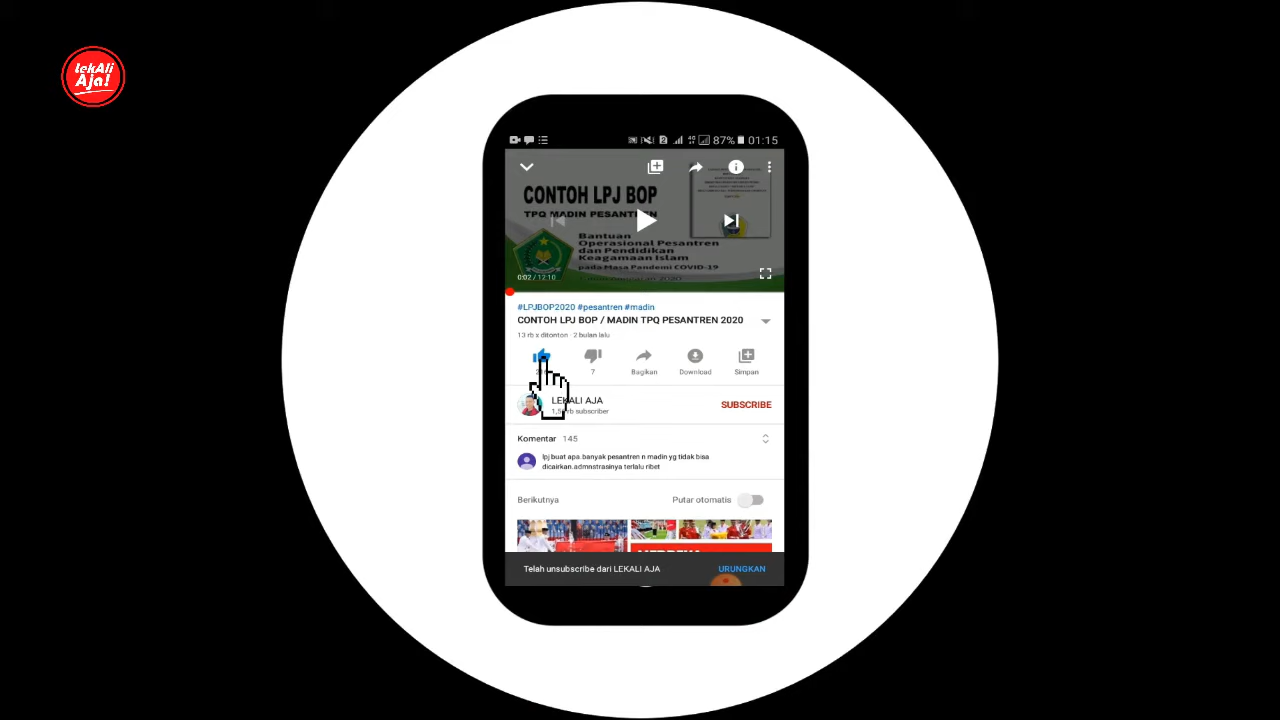 lekAli
Aja!
87% 01:15
CONTOH LPJ BOP
TPQ MADIN PESANTREN
Bantuan
Operasional Pesantren
dan Pendidikan
Keagamaan Islam
pada Masa Pandemi COVID-19
0:02 / 12:10
#LPJBOP2020 #pesantren #madin
CONTOH LPJ BOP / MADIN TPQ PESANTREN 2020
13 rb x ditonton · 2 bulan lalu
7
Bagikan
Download
Simpan
LEKALI AJA
rb subscriber
SUBSCRIBE
Komentar 145
lpj buat apa.banyak pesantren n madin yg tidak bisa
dicairkan.admnstrasinya terlalu ribet
Berikutnya
Putar otomatis
Telah unsubscribe dari LEKALI AJA
URUNGKAN